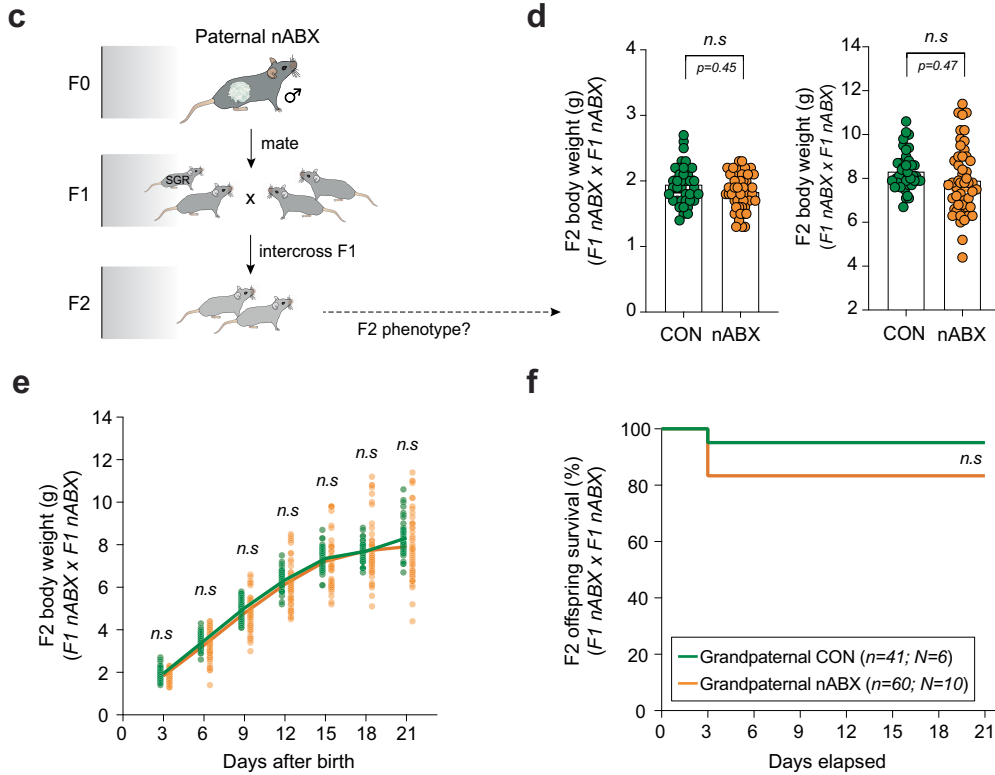 c
Paternal nABX
F0
♂
mate
F1
SGR
x
intercross F1
F2
F2 phenotype?
d
F2 body weight (g)
(F1 nABX x F1 nABX)
4
3
2
1
0
n.s
p=0.45
CON
nABX
F2 body weight (g)
(F1 nABX x F1 nABX)
14
12
10
8
6
4
2
n.s
p=0.47
CON
nABX
e
F2 body weight (g)
(F1 nABX x F1 nABX)
14
12
10
8
6
4
2
0
n.s
n.s
n.s
n.s
n.s
n.s
n.s
0 3 6 9 12 15 18 21
Days after birth
f
F2 offspring survival (%)
(F1 nABX x F1 nABX)
100
80
60
40
20
0
n.s
Grandpaternal CON (n=41; N=6)
Grandpaternal nABX (n=60; N=10)
0 3 6 9 12 15 18 21
Days elapsed